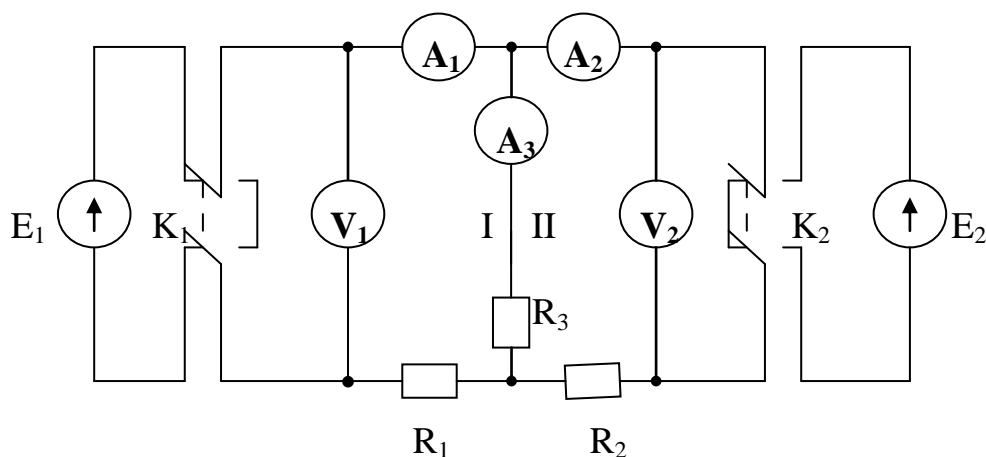 A₁ A₂
A₃
E₁ K₁ V₁ I II V₂ K₂ E₂
R₃
R₁ R₂